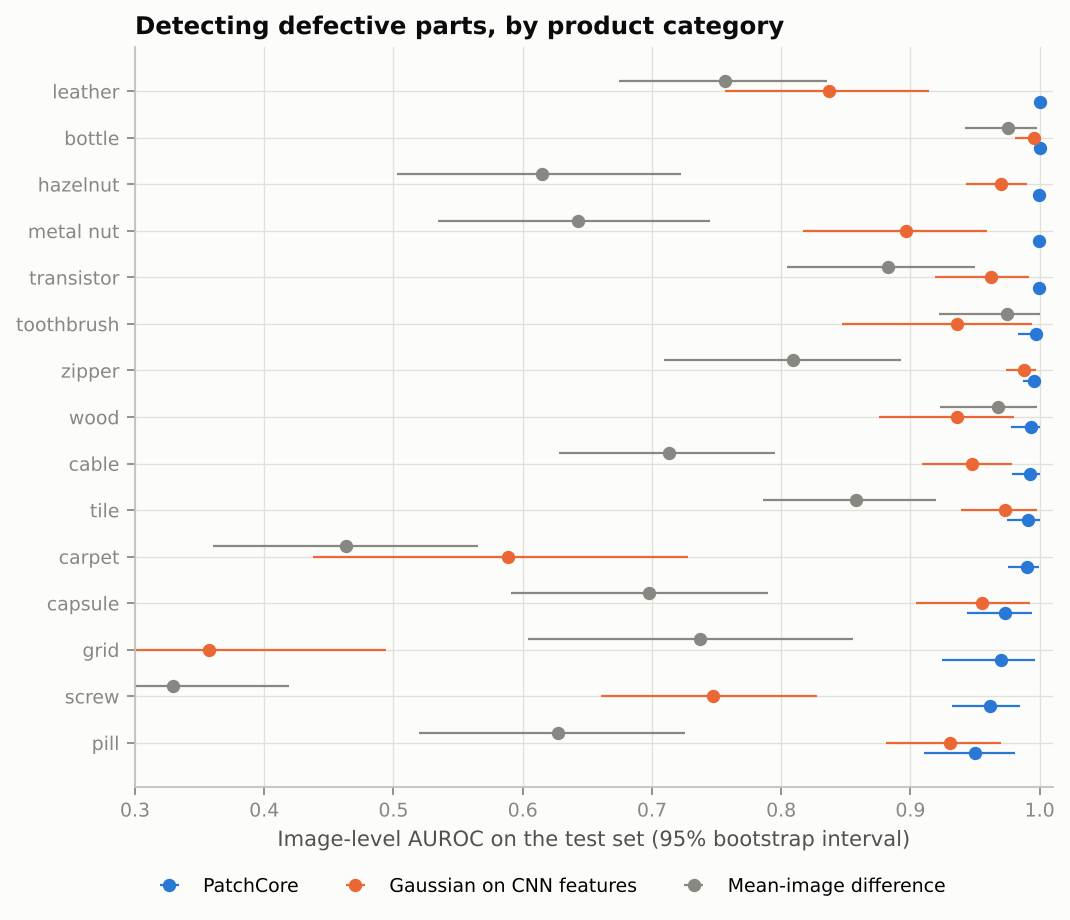 Detecting defective parts, by product category
leather
bottle
hazelnut
metal nut
transistor
toothbrush
zipper
wood
cable
tile
carpet
capsule
grid
screw
pill
0.3 0.4 0.5 0.6 0.7 0.8 0.9 1.0
Image-level AUROC on the test set (95% bootstrap interval)
PatchCore Gaussian on CNN features Mean-image difference